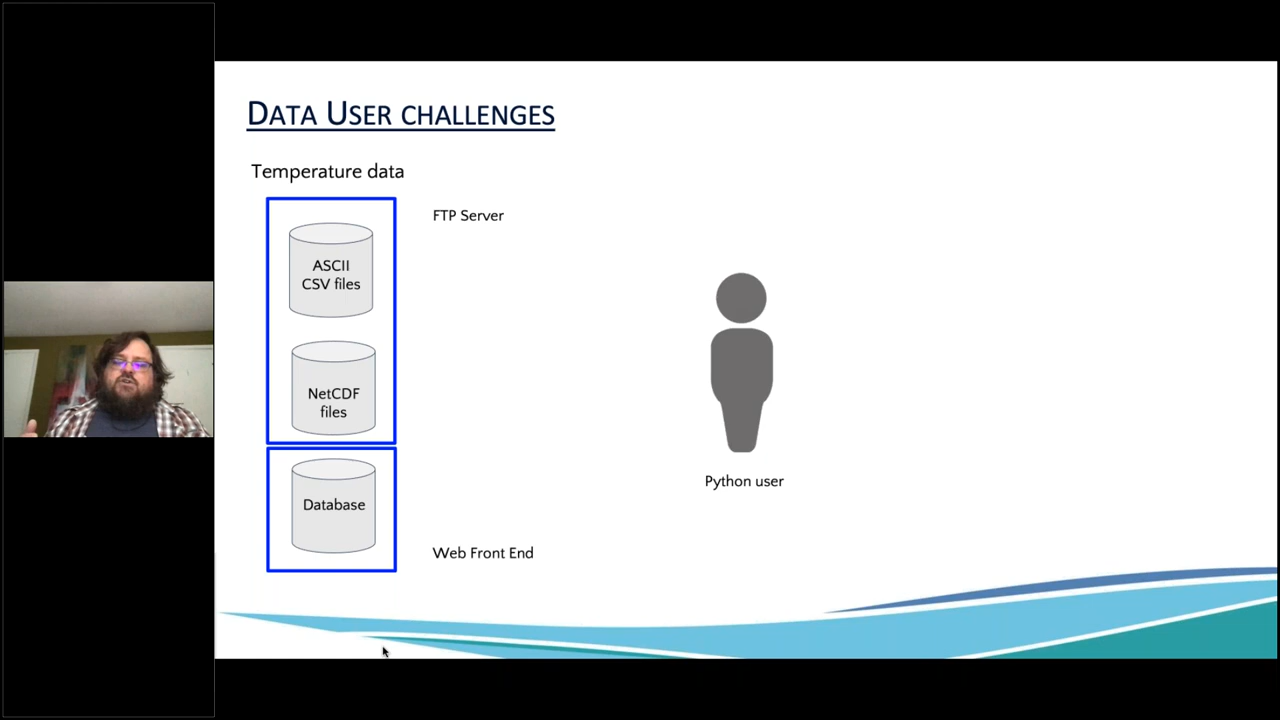 DATA USER CHALLENGES
Temperature data
FTP Server
ASCII
CSV files
NetCDF
files
Database
Python user
Web Front End